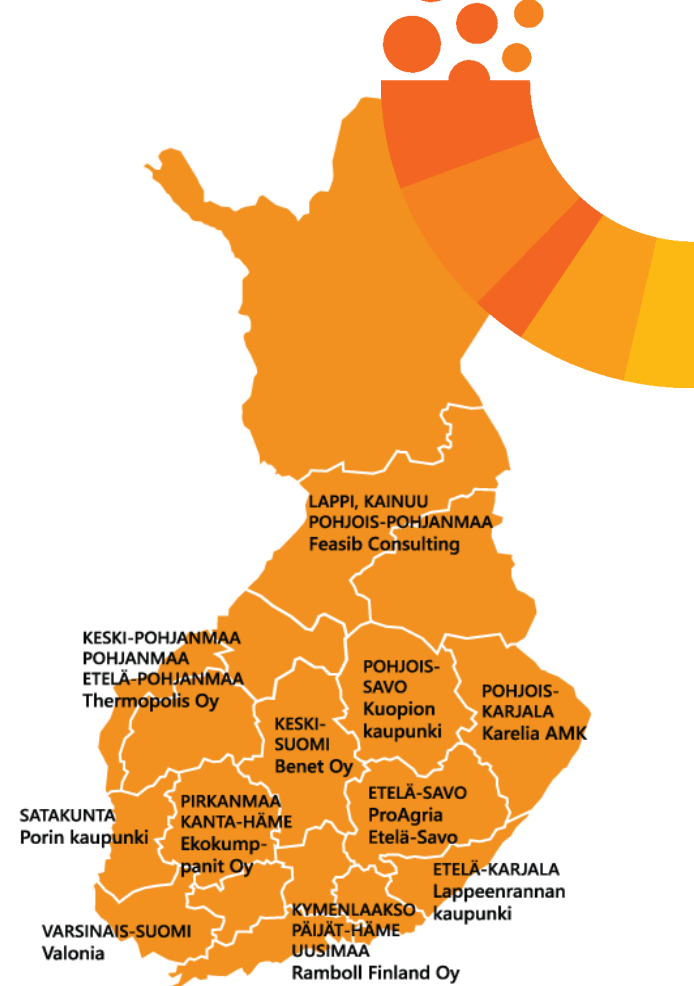 LAPPI, KAINUU
POHJOIS-POHJANMAA
Feasib Consulting
KESKI-POHJANMAA
POHJANMAA
ETELÄ-POHJANMAA
Thermopolis Oy
POHJOIS-
SAVO
Kuopion
kaupunki
POHJOIS-
KARJALA
Karelia AMK
KESKI-
SUOMI
Benet Oy
SATAKUNTA
Porin kaupunki
PIRKANMAA
KANTA-HÄME
Ekokump-
panit Oy
ETELÄ-SAVO
ProAgria
Etelä-Savo
ETELÄ-KARJALA
Lappeenrannan
kaupunki
VARSINAIS-SUOMI
Valonia
KYMENLAAKSO
PÄIJÄT-HÄME
UUSIMAA
Ramboll Finland Oy